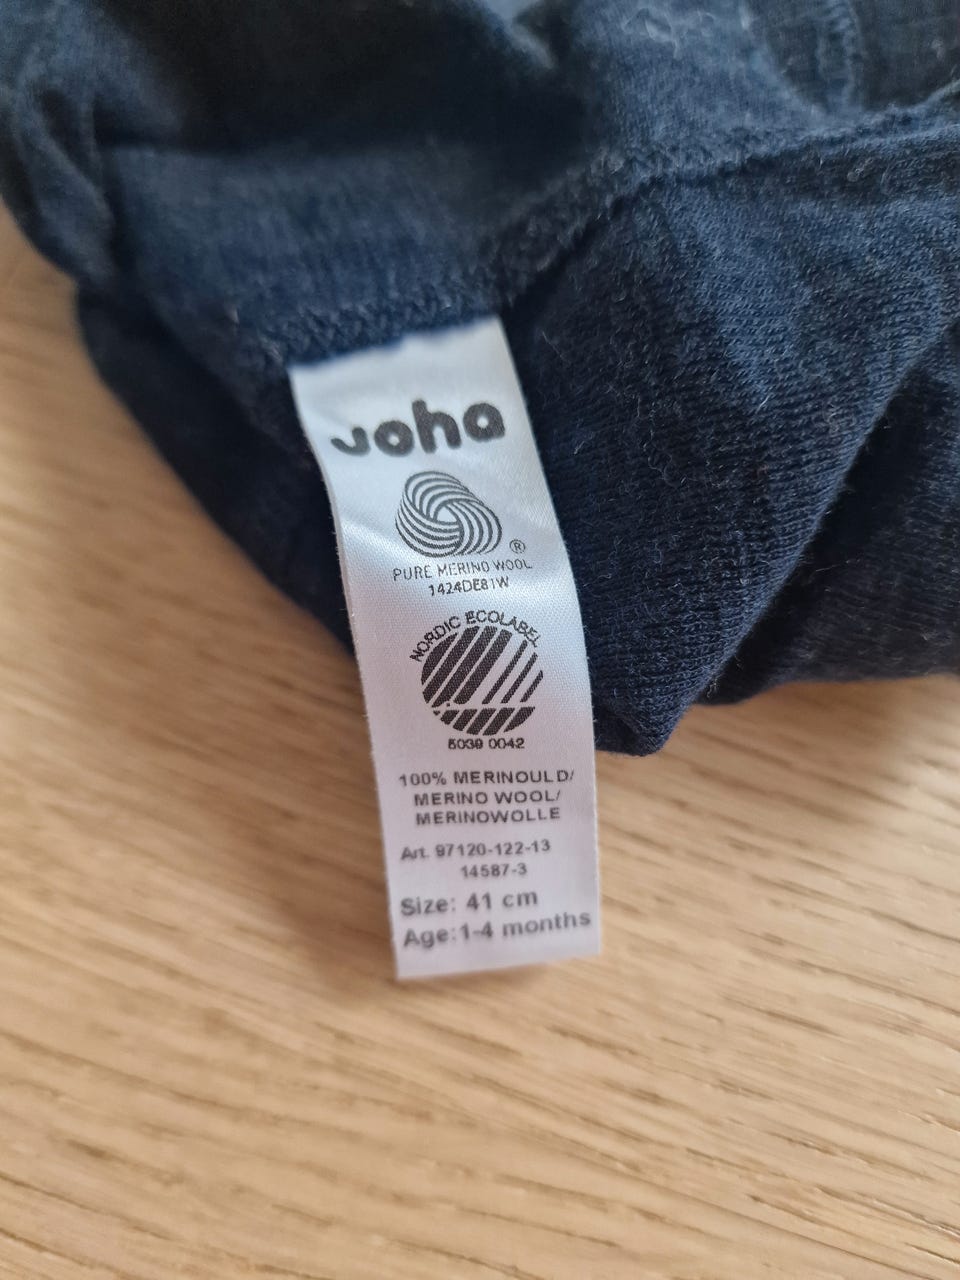 Joha
®
PURE MERINO WOOL
1424DE81W
NORDIC ECOLABEL
5039 0042
100% MERINOULD/
MERINO WOOL/
MERINOWOLLE
Art. 97120-122-13
14587-3
Size: 41 cm
Age:1-4 months